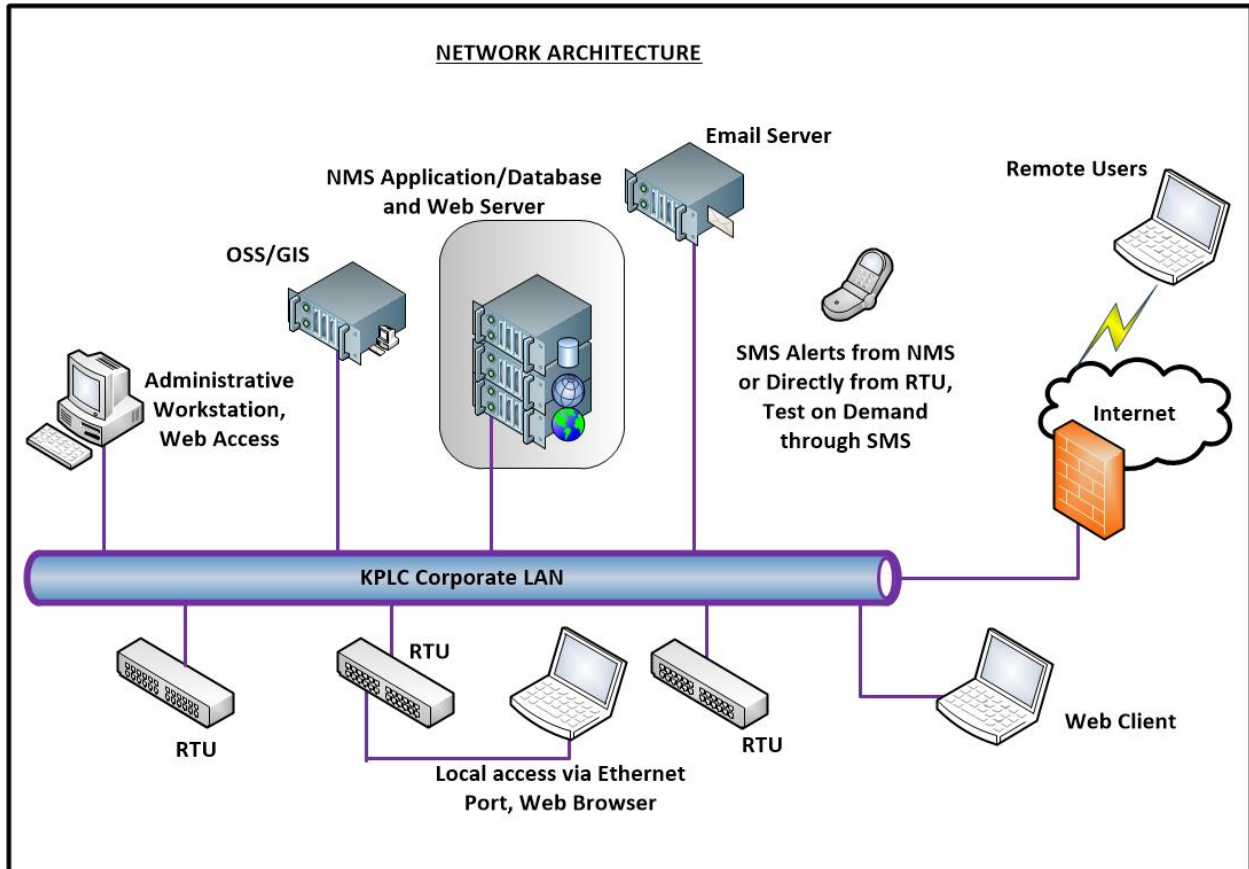 NETWORK ARCHITECTURE
Email Server
NMS Application/Database
and Web Server
Remote Users
OSS/GIS
SMS Alerts from NMS
or Directly from RTU,
Test on Demand
through SMS
Administrative
Workstation,
Web Access
Internet
KPLC Corporate LAN
RTU
RTU
RTU
Web Client
Local access via Ethernet
Port, Web Browser